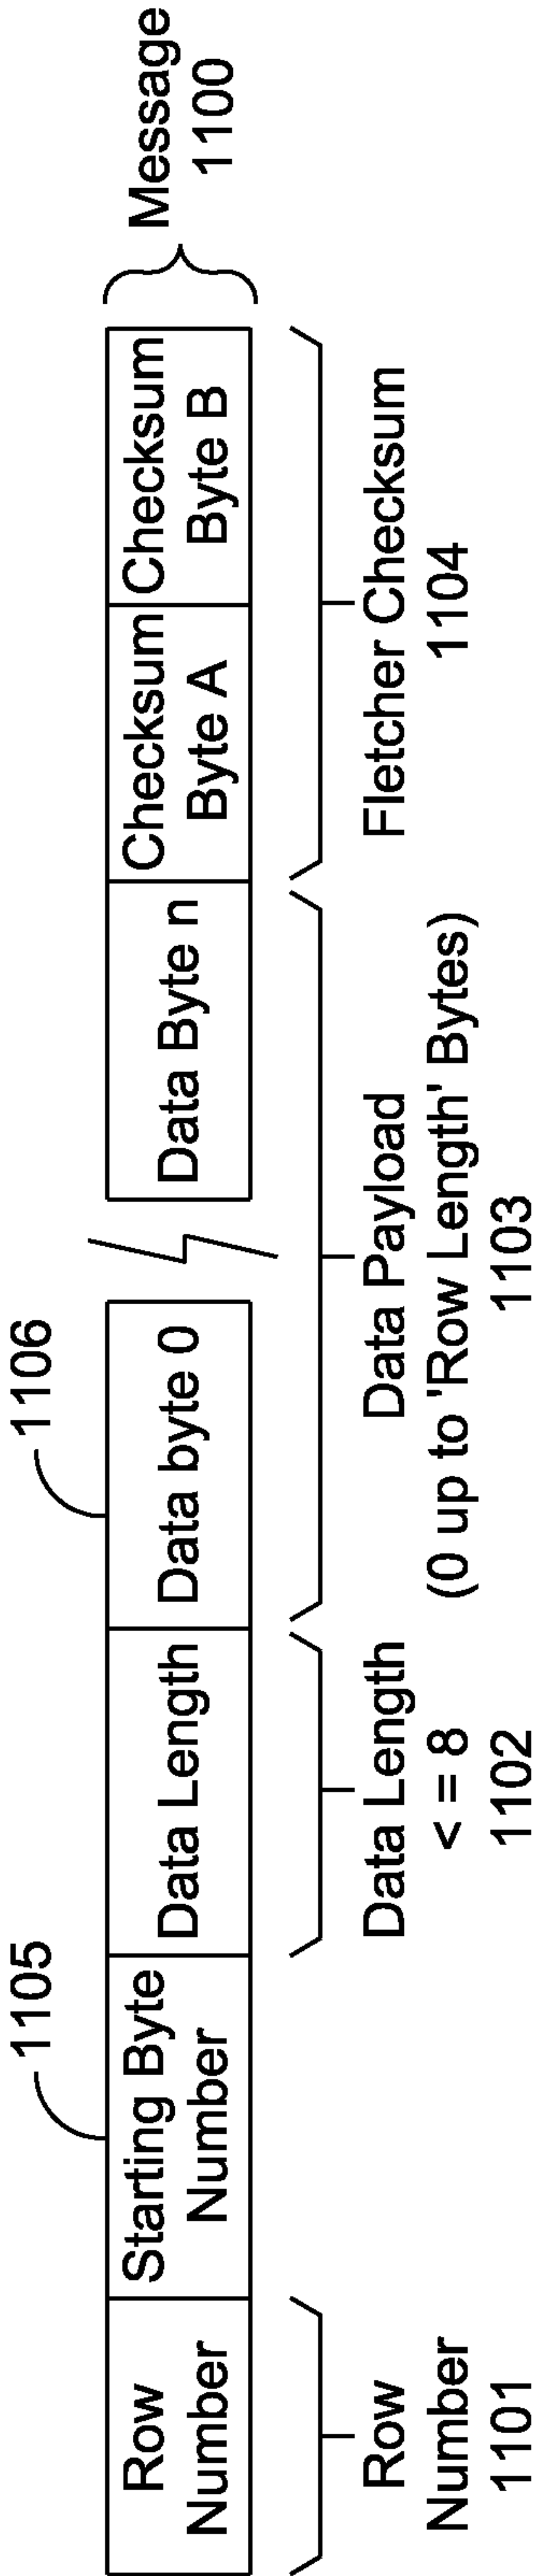 1105
1106
Row
Number
Starting Byte
Number
Data Length
Data byte 0
Data Byte n
Checksum
Byte A
Checksum
Byte B
Message
1100
Row
Number
1101
Data Length
< = 8
1102
Data Payload
(0 up to 'Row Length' Bytes)
1103
Fletcher Checksum
1104